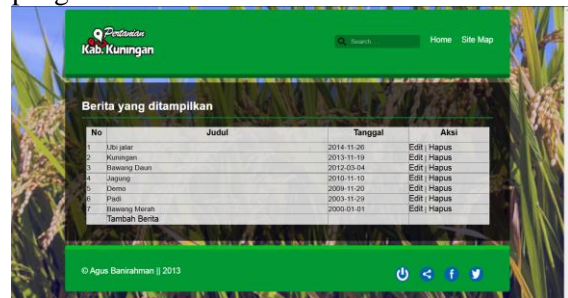 Pertanian
Kab. Kuningan
Search...
Home Site Map
Berita yang ditampilkan
No Judul Tanggal Aksi
1 Ubi jalar 2014-11-26 Edit | Hapus
2 Kuningan 2013-11-19 Edit | Hapus
3 Bawang Daun 2012-03-04 Edit | Hapus
4 Jagung 2010-11-10 Edit | Hapus
5 Demo 2009-11-20 Edit | Hapus
6 Padi 2003-11-29 Edit | Hapus
7 Bawang Merah 2000-01-01 Edit | Hapus
Tambah Berita
© Agus Banirahman || 2013